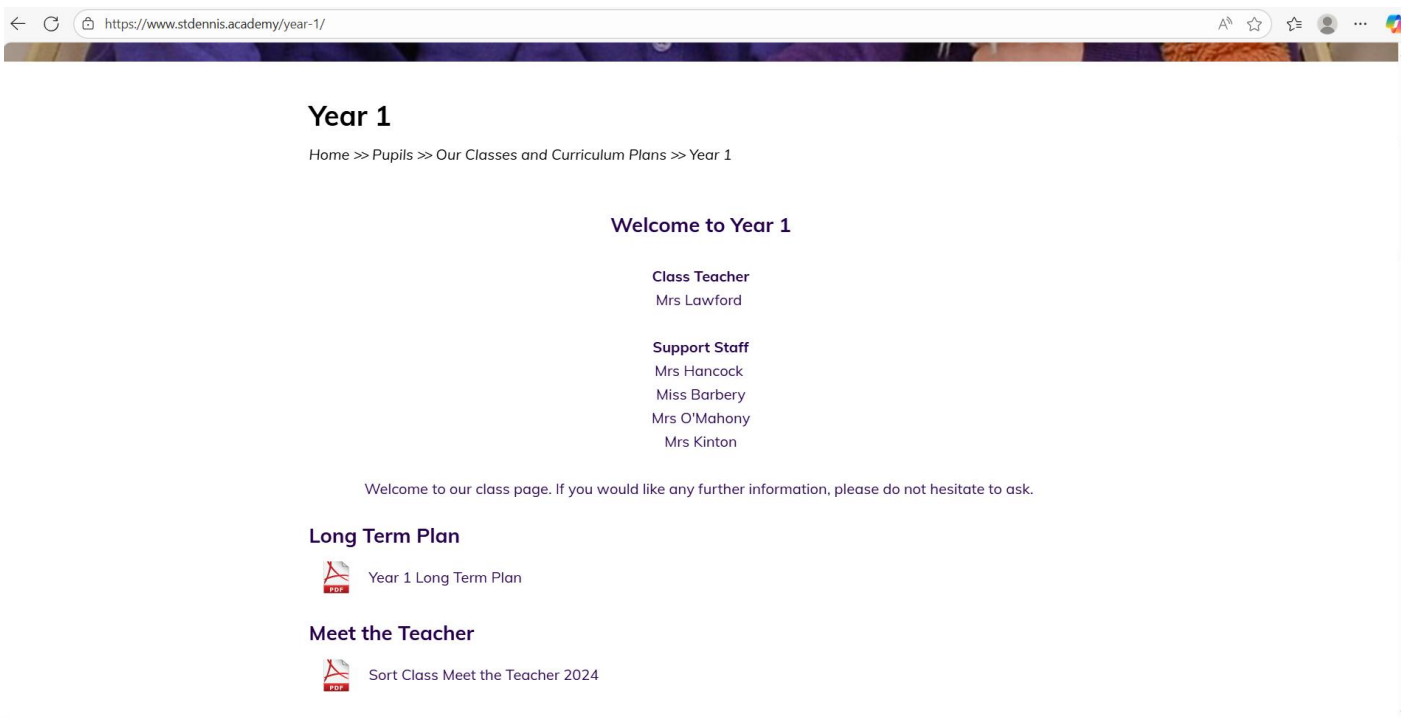 https://www.stdennis.academy/year-1/
Year 1
Home >> Pupils >> Our Classes and Curriculum Plans >> Year 1
Welcome to Year 1
Class Teacher
Mrs Lawford
Support Staff
Mrs Hancock
Miss Barbery
Mrs O'Mahony
Mrs Kinton
Welcome to our class page. If you would like any further information, please do not hesitate to ask.
Long Term Plan
PDF Year 1 Long Term Plan
Meet the Teacher
PDF Sort Class Meet the Teacher 2024